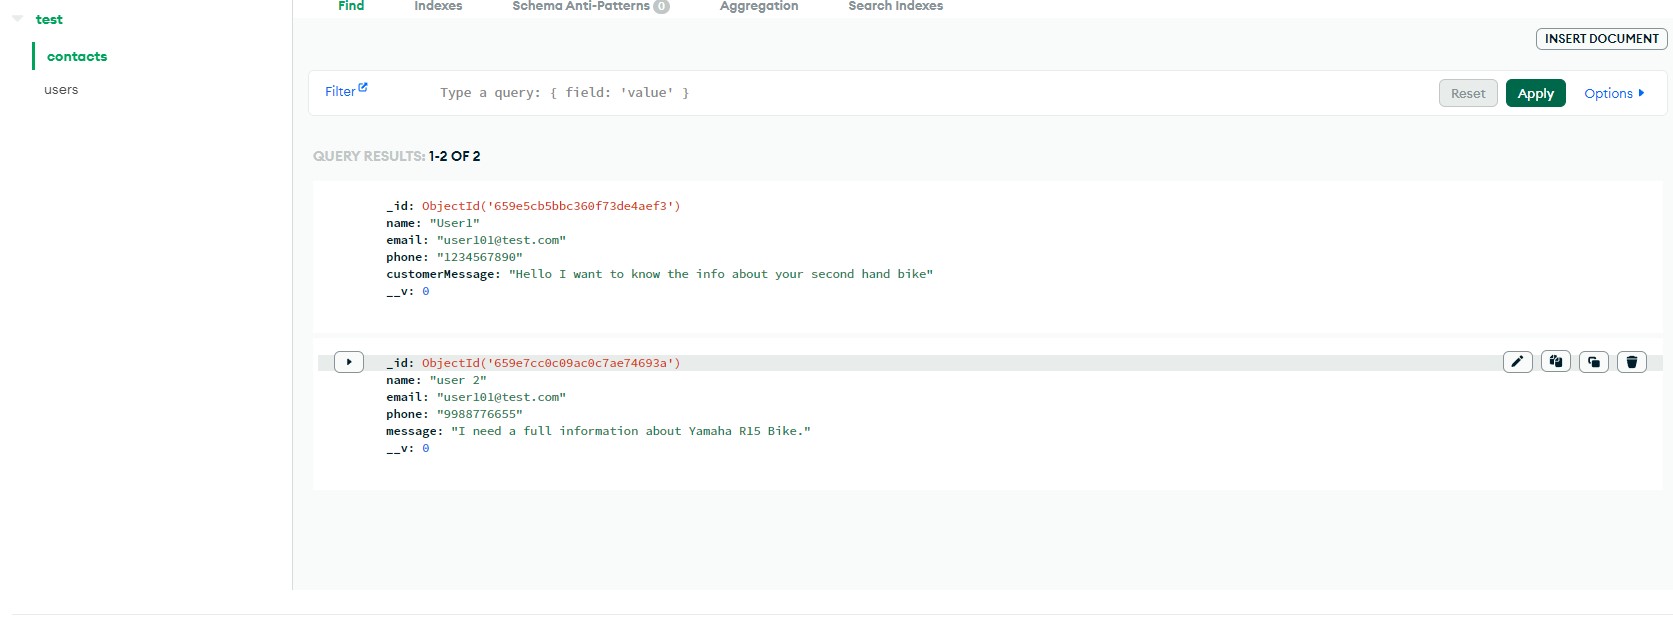 test
contacts
users
Find Indexes Schema Anti-Patterns 0 Aggregation Search Indexes
INSERT DOCUMENT
Filter Type a query: { field: 'value' } Reset Apply Options
QUERY RESULTS: 1-2 OF 2
_id: ObjectId('659e5cb5bbc360f73de4aef3')
name: "User1"
email: "user101@test.com"
phone: "1234567890"
customerMessage: "Hello I want to know the info about your second hand bike"
__v: 0
_id: ObjectId('659e7cc0c09ac0c7ae74693a')
name: "user 2"
email: "user101@test.com"
phone: "9988776655"
message: "I need a full information about Yamaha R15 Bike."
__v: 0